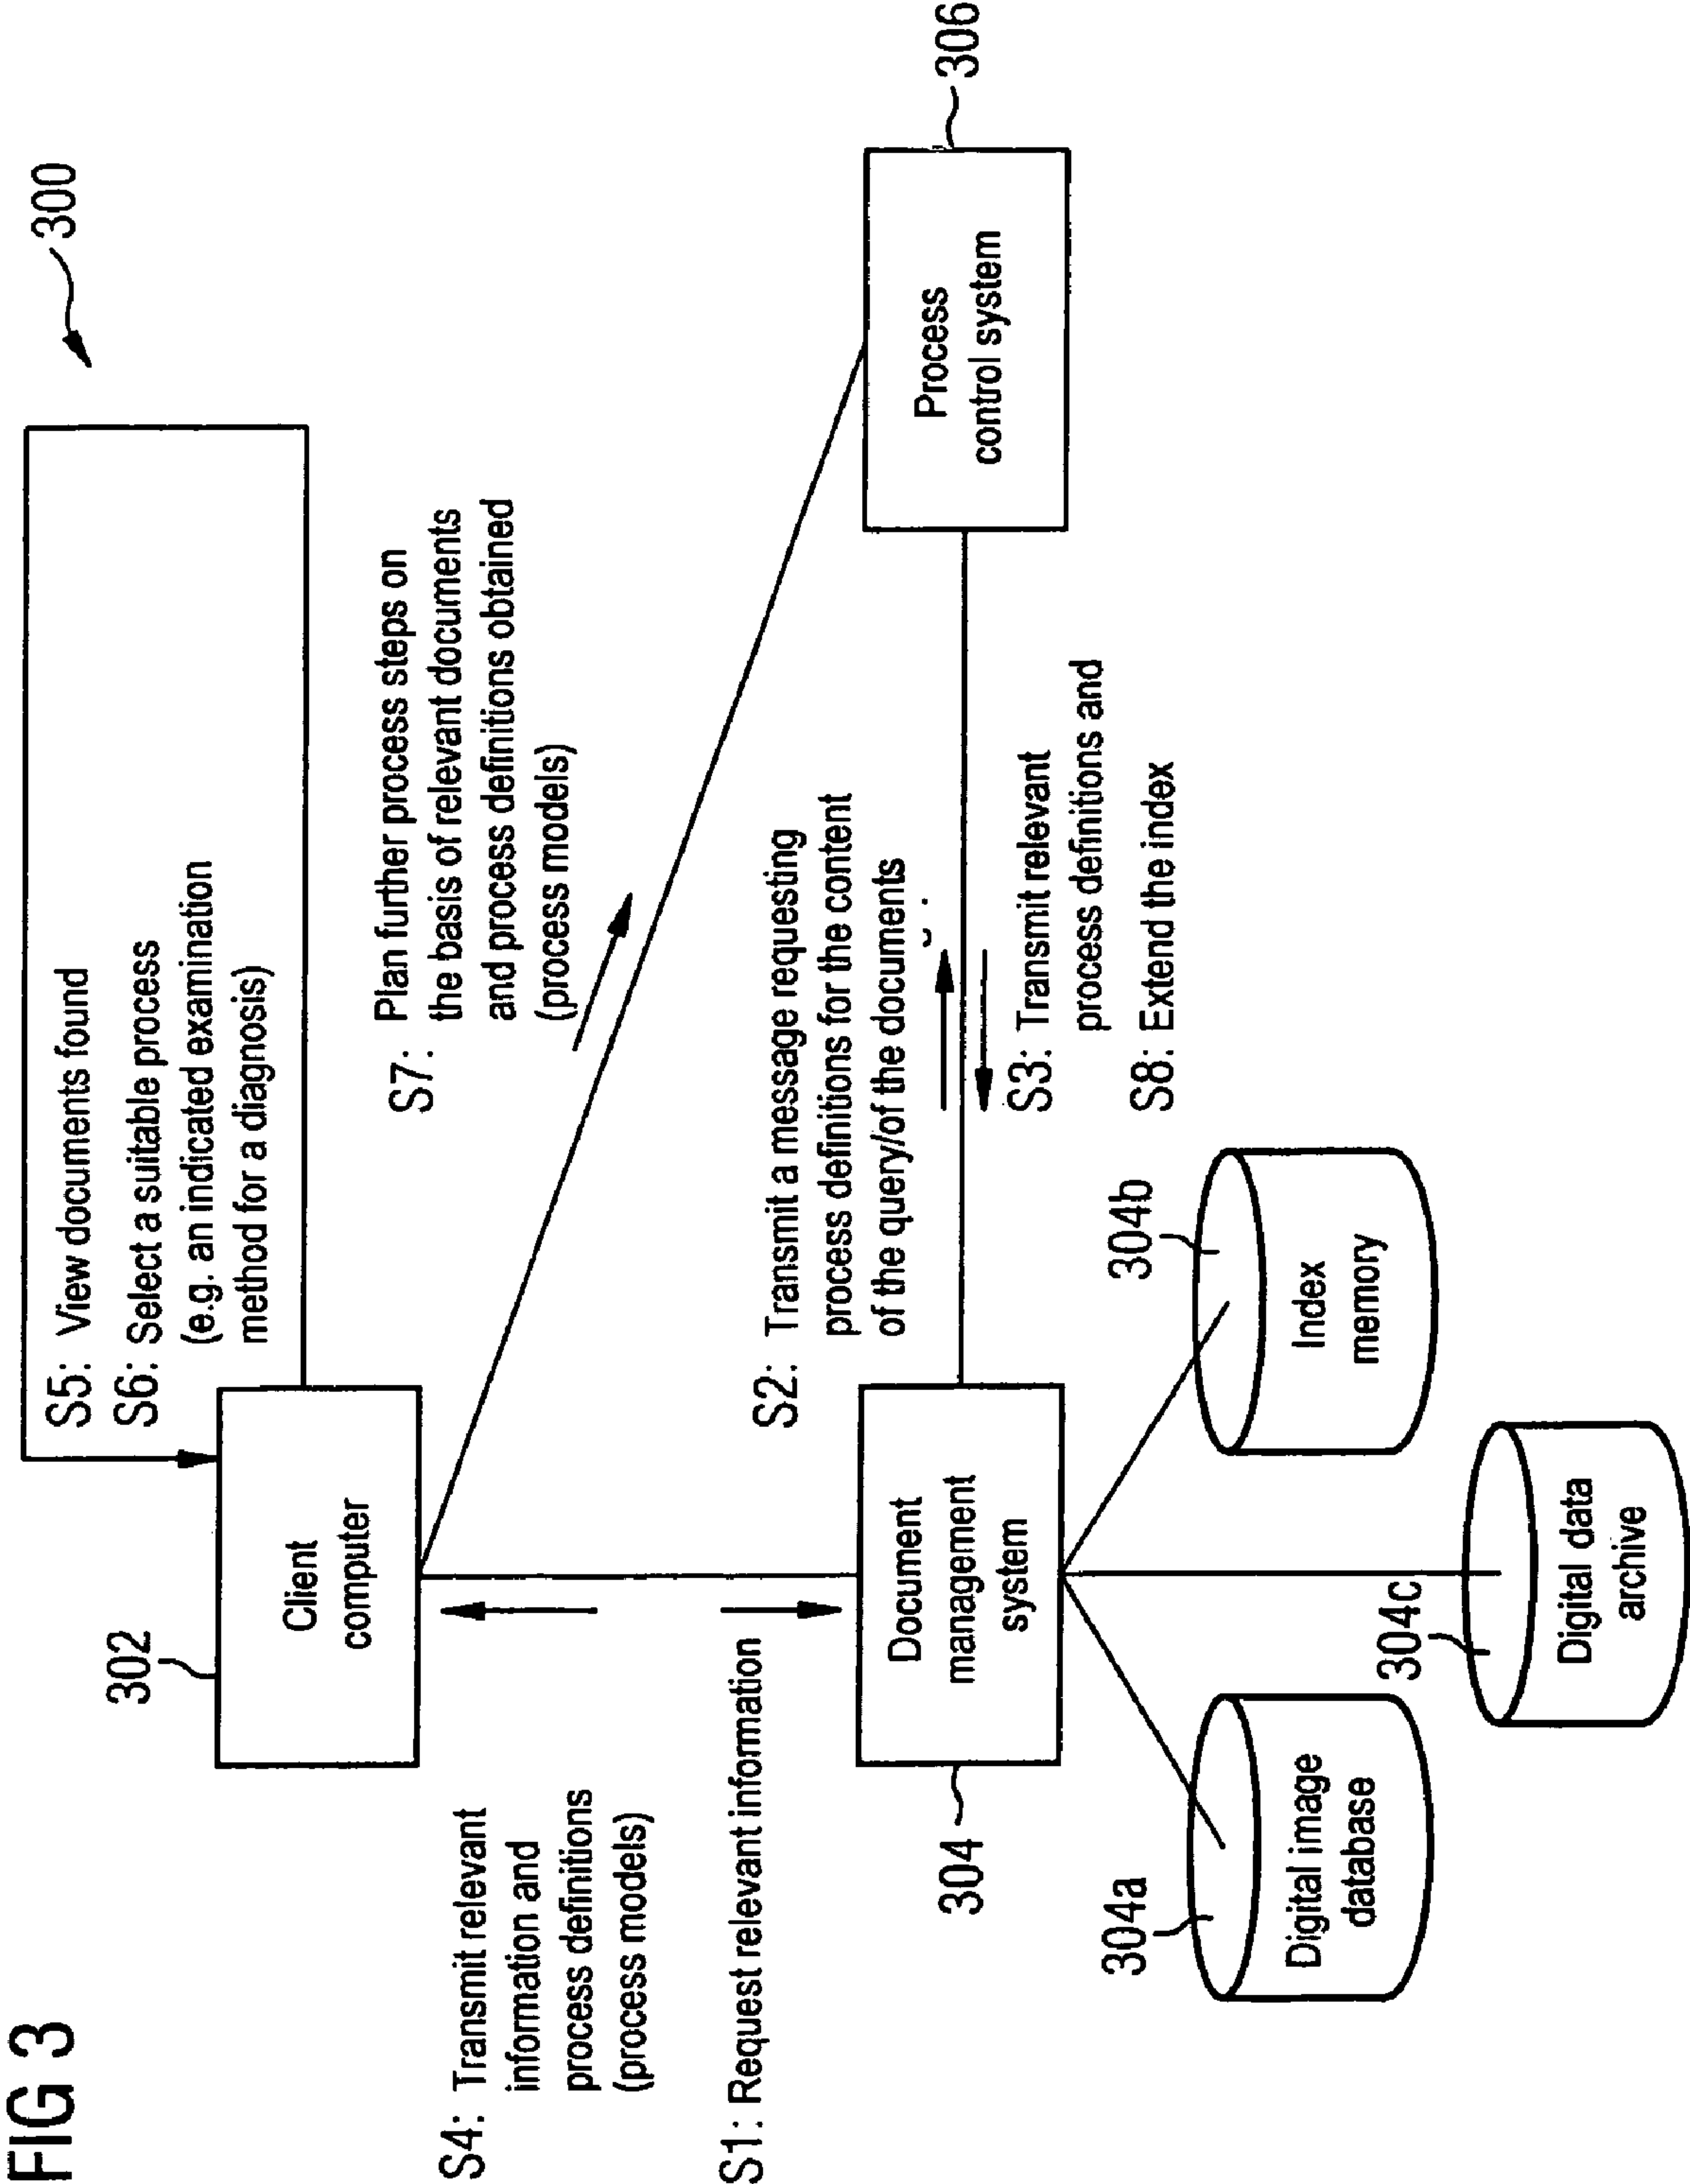 FIG 3
300
S5: View documents found
S6: Select a suitable process
(e.g. an indicated examination
method for a diagnosis)
302
Client
computer
S4: Transmit relevant
information and
process definitions
(process models)
S1: Request relevant information
S7: Plan further process steps on
the basis of relevant documents
and process definitions obtained
(process models)
S2: Transmit a message requesting
process definitions for the content
of the query/of the documents
304
Document
management
system
306
Process
control system
S3: Transmit relevant
process definitions and
S8: Extend the index
304a
Digital image
database
304b
Index
memory
304c
Digital data
archive